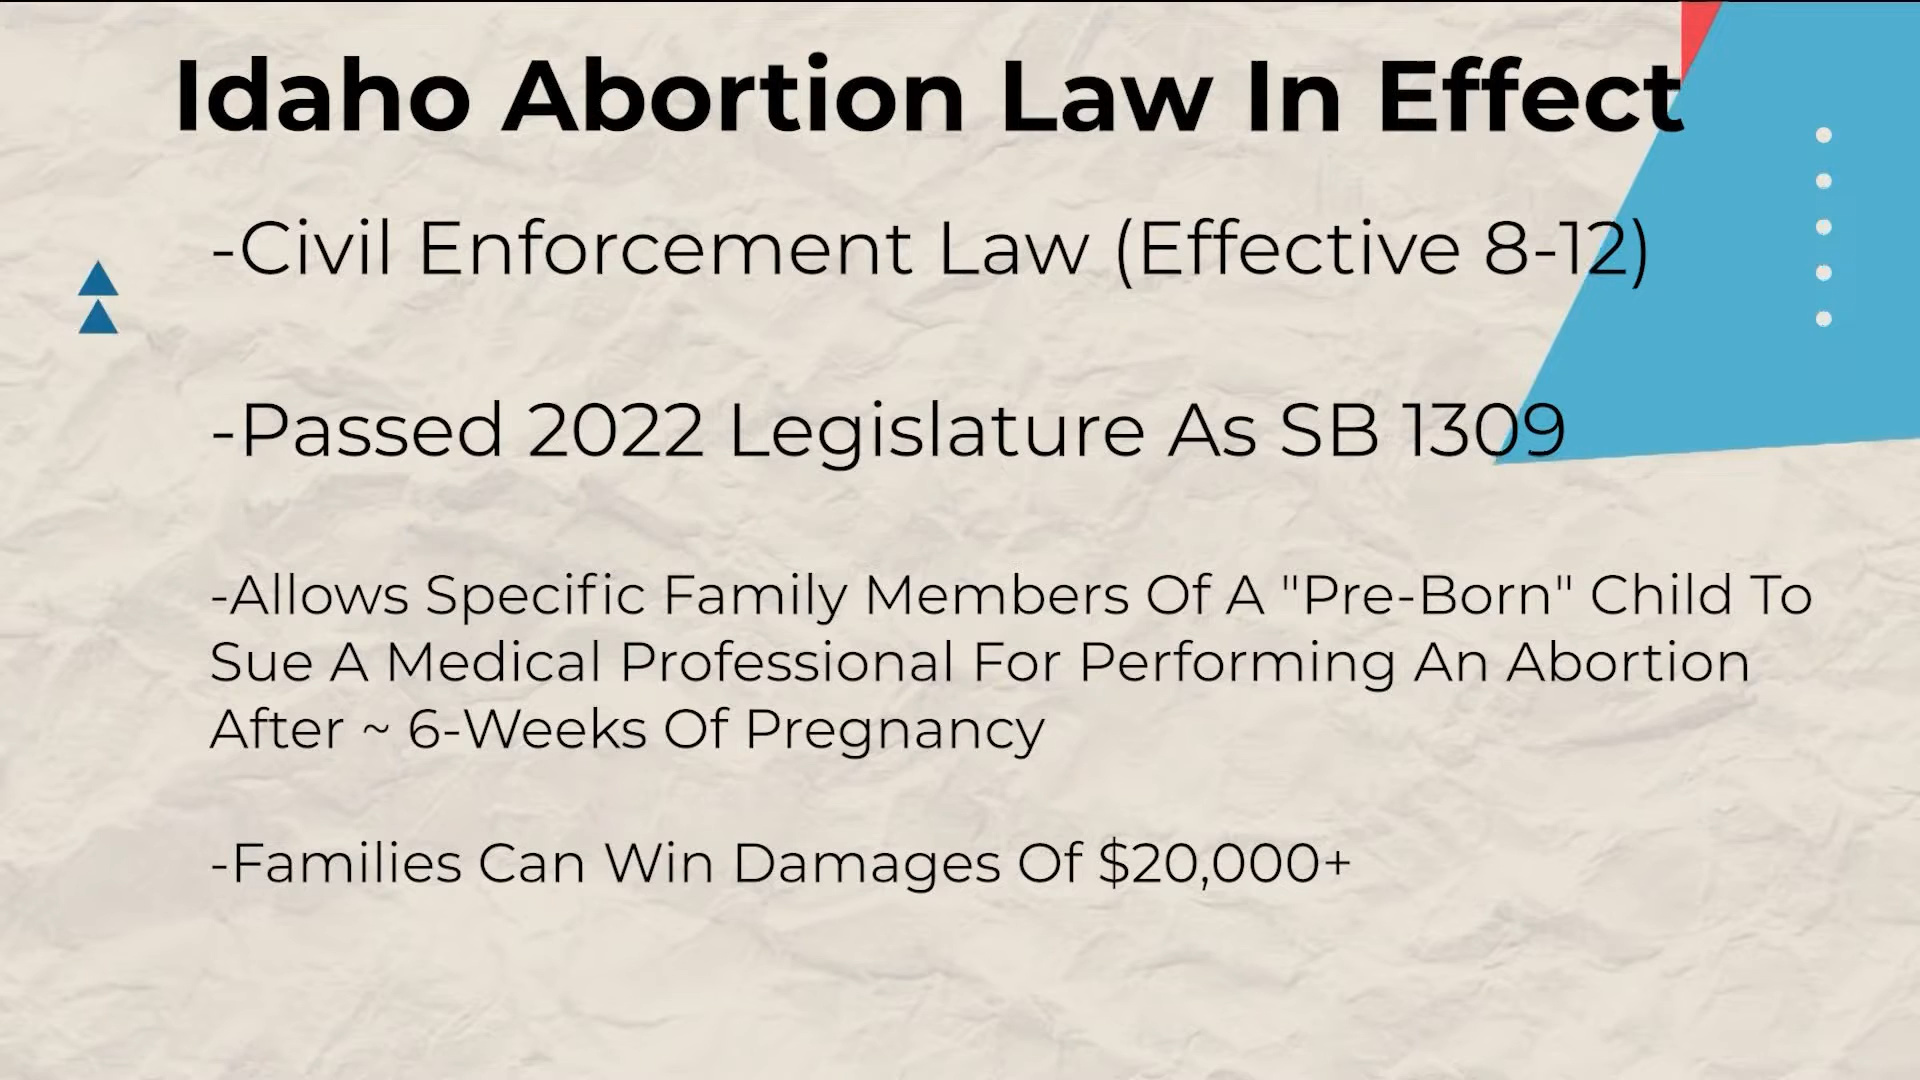 Idaho Abortion Law In Effect
-Civil Enforcement Law (Effective 8-12)
-Passed 2022 Legislature As SB 1309
-Allows Specific Family Members Of A "Pre-Born" Child To
Sue A Medical Professional For Performing An Abortion
After ~ 6-Weeks Of Pregnancy
-Families Can Win Damages Of $20,000+